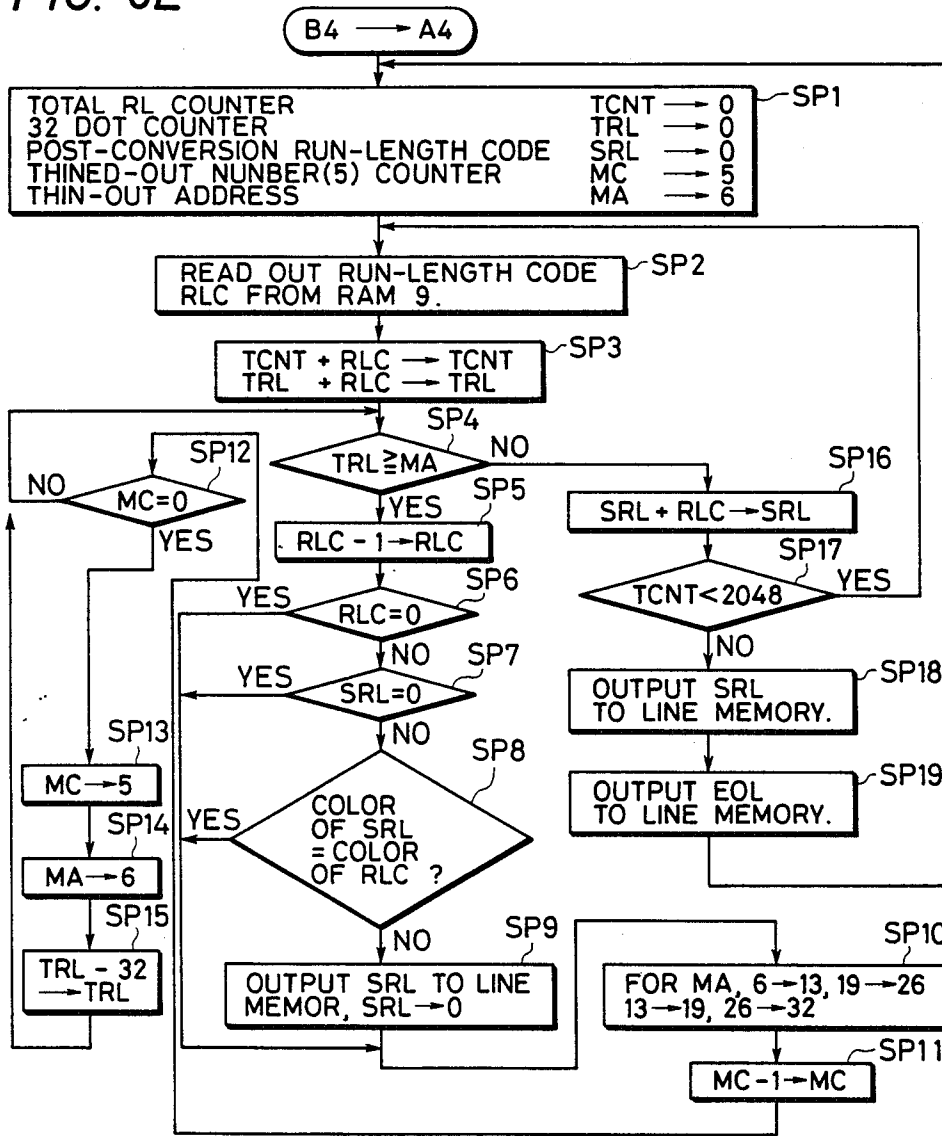 FIG. 6E
B4 → A4
TOTAL RL COUNTER TCNT → 0
32 DOT COUNTER TRL → 0
POST-CONVERSION RUN-LENGTH CODE SRL → 0
THINED-OUT NUNBER(5) COUNTER MC → 5
THIN-OUT ADDRESS MA → 6
SP1
READ OUT RUN-LENGTH CODE
RLC FROM RAM 9.
SP2
TCNT + RLC → TCNT
TRL + RLC → TRL
SP3
SP4
TRL≧MA
NO
YES
SP12
MC=0
NO
YES
SP5
RLC - 1 → RLC
SP16
SRL + RLC → SRL
SP17
TCNT < 2048
YES
NO
SP6
RLC=0
YES
NO
SP7
SRL=0
YES
NO
SP18
OUTPUT SRL
TO LINE MEMORY.
SP13
MC → 5
SP8
COLOR
OF SRL
= COLOR
OF RLC ?
YES
NO
SP19
OUTPUT EOL
TO LINE MEMORY.
SP14
MA → 6
SP15
TRL - 32
→ TRL
SP9
OUTPUT SRL TO LINE
MEMOR, SRL → 0
SP10
FOR MA, 6 → 13, 19 → 26
13 → 19, 26 → 32
SP11
MC - 1 → MC